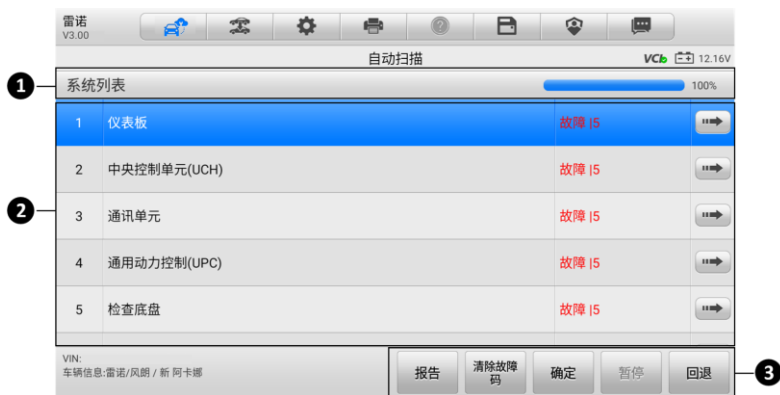 雷诺
V3.00
自动扫描
VCI 12.16V
1 系统列表 100%
2
1 仪表板 故障 |5
2 中央控制单元(UCH) 故障 |5
3 通讯单元 故障 |5
4 通用动力控制(UPC) 故障 |5
5 检查底盘 故障 |5
VIN:
车辆信息:雷诺/风朗 / 新 阿卡娜
报告 清除故障码 确定 暂停 回退 3